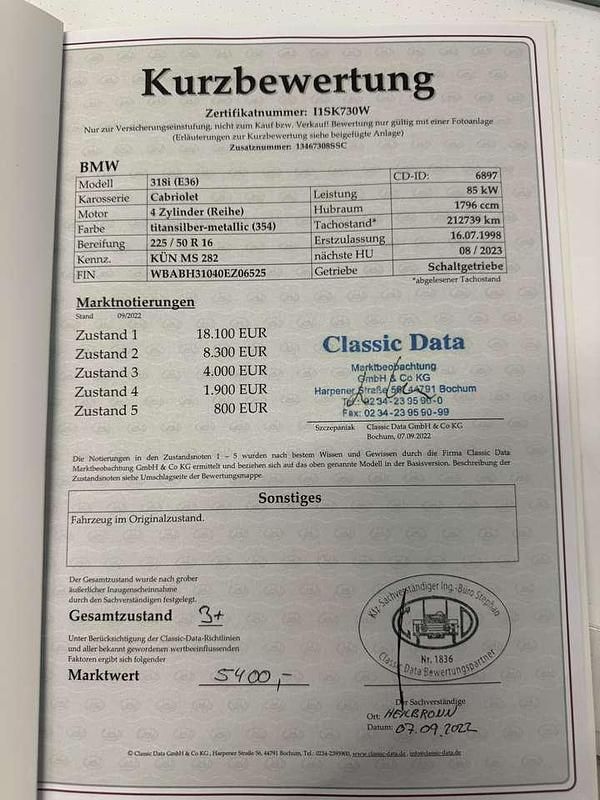 Kurzbewertung
Zertifikatnummer: I1SK730W
Nur zur Versicherungseinstufung, nicht zum Kauf bzw. Verkauf! Bewertung nur gültig mit einer Fotoanlage
(Erläuterungen zur Kurzbewertung siehe beigefügte Anlage)
Zusatznummer: 13467308SSC
BMW
CD-ID: 6897
Modell 318i (E36)
Karosserie Cabriolet Leistung 85 kW
Motor 4 Zylinder (Reihe) Hubraum 1796 ccm
Farbe titansilber-metallic (354) Tachostand* 212739 km
Bereifung 225 / 50 R 16 Erstzulassung 16.07.1998
Kennz. KÜN MS 282 nächste HU 08 / 2023
FIN WBABH31040EZ06525 Getriebe Schaltgetriebe
*abgelesener Tachostand
Marktnotierungen
Stand 09/2022
Zustand 1 18.100 EUR
Zustand 2 8.300 EUR
Zustand 3 4.000 EUR
Zustand 4 1.900 EUR
Zustand 5 800 EUR
Classic Data
Marktbeobachtung
GmbH & Co KG
Harpener Straße 44791 Bochum
Tel.: 02 34-23 95 90-0
Fax: 02 34-23 95 90-99
Szczepaniak Classic Data GmbH & Co KG
Bochum, 07.09.2022
Die Notierungen in den Zustandsnoten 1 – 5 wurden nach bestem Wissen und Gewissen durch die Firma Classic Data
Marktbeobachtung GmbH & Co KG ermittelt und beziehen sich auf das oben genannte Modell in der Basisversion. Beschreibung der
Zustandsnoten siehe Umschlagseite der Bewertungsmappe.
Sonstiges
Fahrzeug im Originalzustand.
Der Gesamtzustand wurde nach grober
äußerlicher Inaugenscheinnahme
durch den Sachverständigen festgelegt.
Gesamtzustand 3+
Unter Berücksichtigung der Classic-Data-Richtlinien
und aller bekannt gewordenen wertbeeinflussenden
Faktoren ergibt sich folgender
Marktwert 5400,-
Kfz-Sachverständiger Ing.-Büro Stephan
Nr. 1836
Classic Data Bewertungspartner
Der Sachverständige
Ort: HEILBRONN
Datum: 07.09.2022
© Classic Data GmbH & Co KG, Harpener Straße 56, 44791 Bochum, Tel.: 0234-2395900, www.classic-data.de, info@classic-data.de